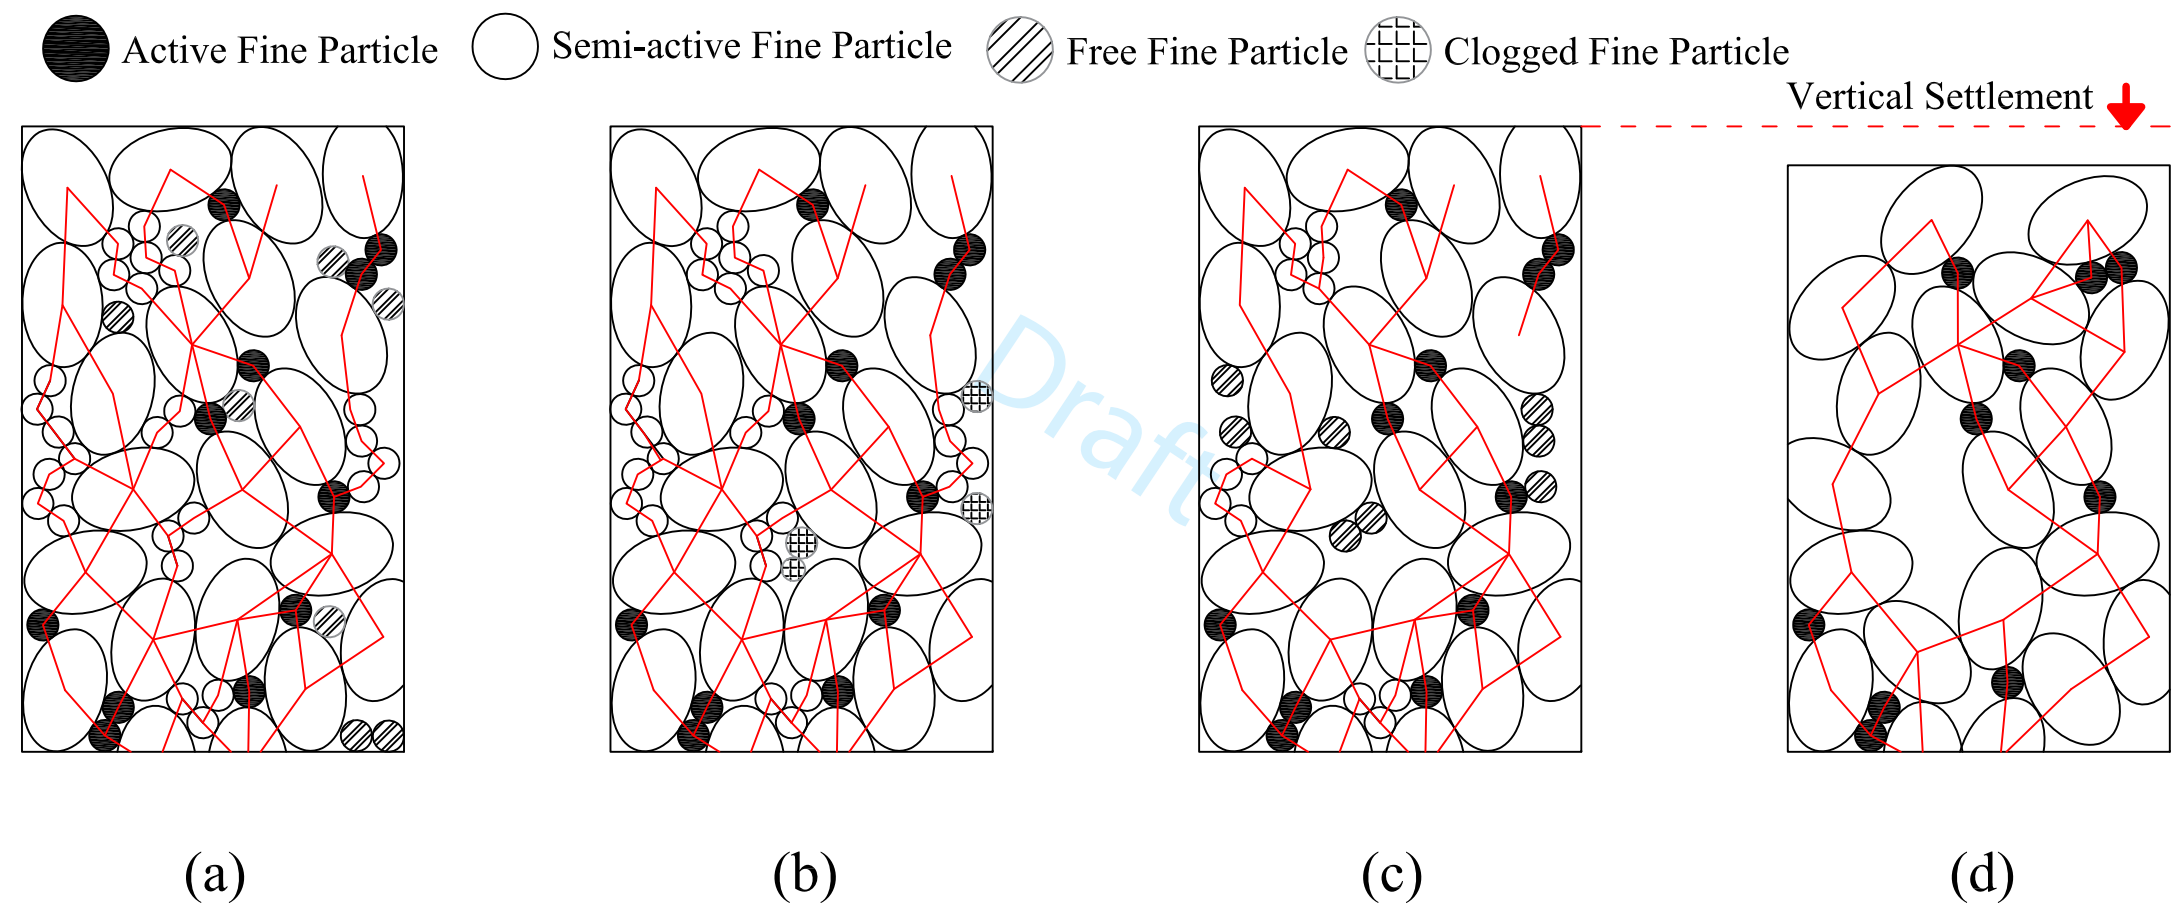 Active Fine Particle
Semi-active Fine Particle
Free Fine Particle
Clogged Fine Particle
Vertical Settlement
Draft
(a)
(b)
(c)
(d)